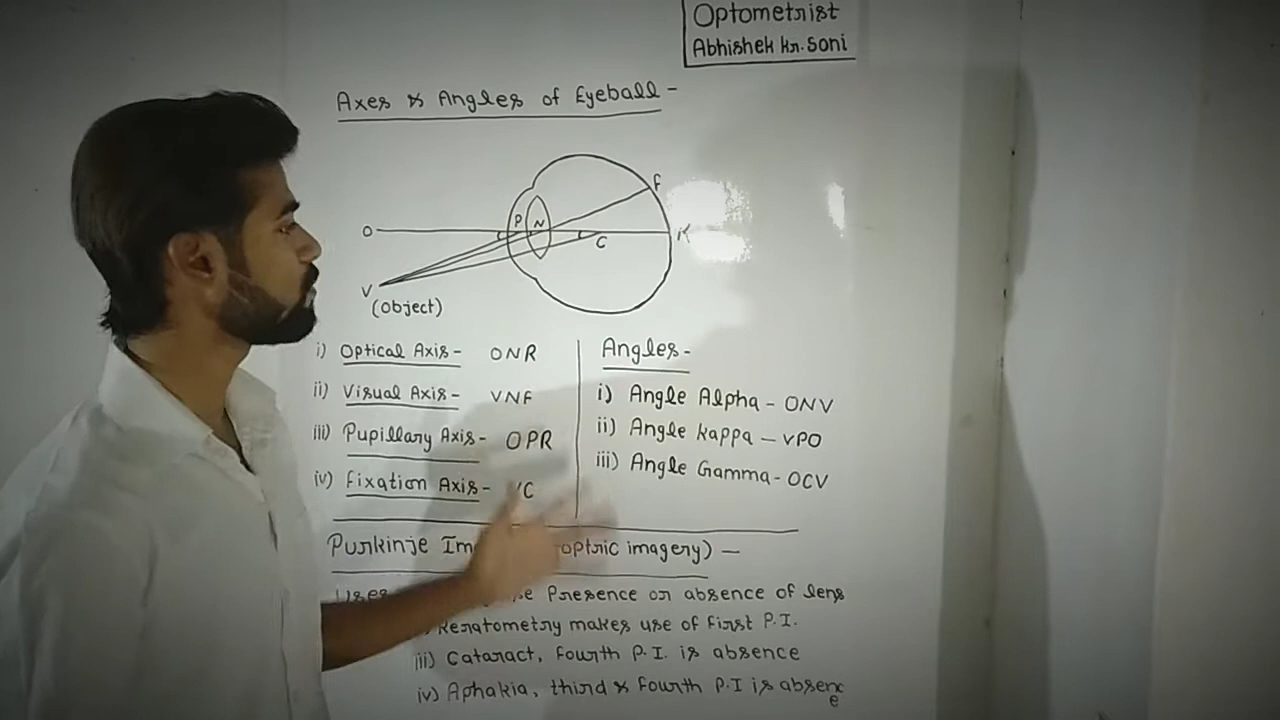 Optometrist
Abhishek kr. Soni
Axes & Angles of Eyeball -
F
P N
O
C
R
V
(Object)
i) Optical Axis - ONR
ii) Visual Axis - VNF
iii) Pupillary Axis - OPR
iv) Fixation Axis - VC
Angles -
i) Angle Alpha - ONV
ii) Angle Kappa - VPO
iii) Angle Gamma - OCV
Purkinje Im optric imagery) -
Uses Presence or absence of lens
Keratometry makes use of first P.I.
iii) Cataract, fourth P.I. is absence
iv) Aphakia, third & fourth P.I is absence